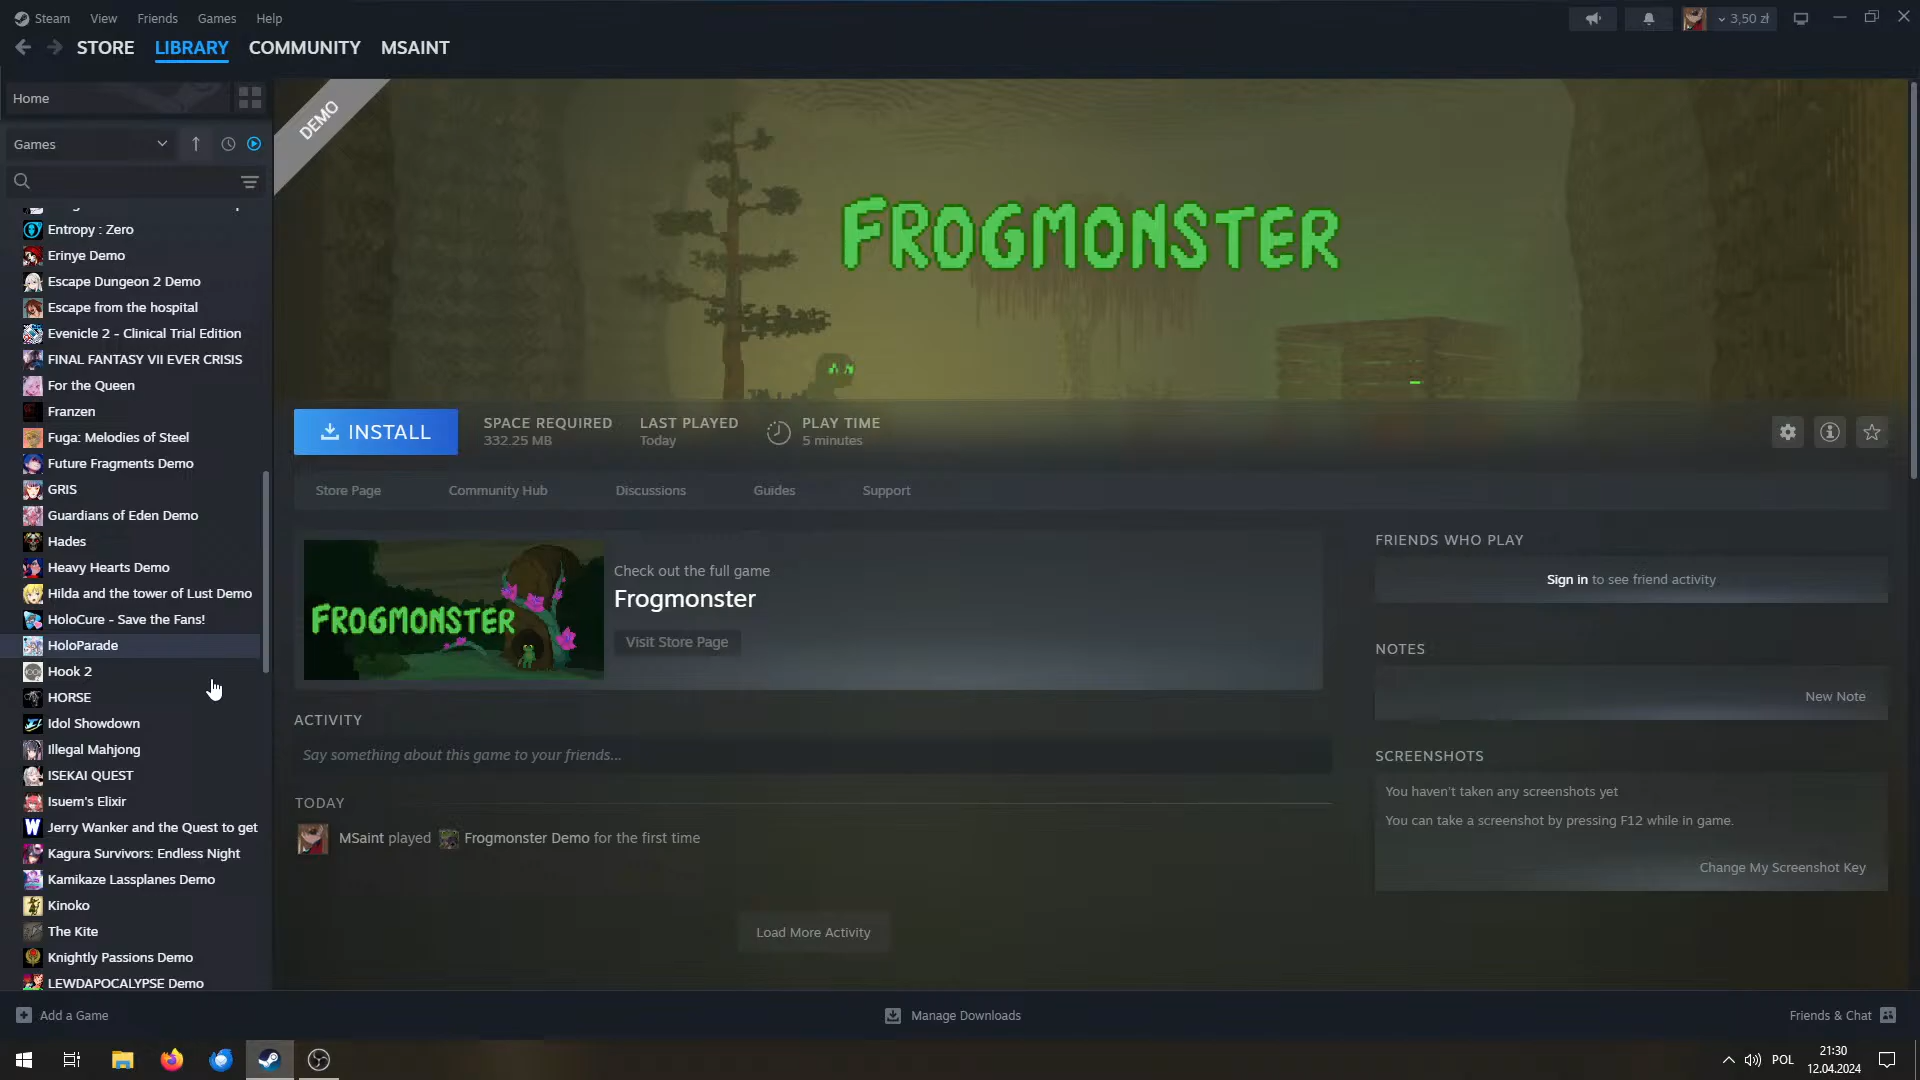 Steam View Friends Games Help
3,50 zł
STORE LIBRARY COMMUNITY MSAINT
Home
Games
Entropy : Zero
Erinye Demo
Escape Dungeon 2 Demo
Escape from the hospital
Evenicle 2 - Clinical Trial Edition
FINAL FANTASY VII EVER CRISIS
For the Queen
Franzen
Fuga: Melodies of Steel
Future Fragments Demo
GRIS
Guardians of Eden Demo
Hades
Heavy Hearts Demo
Hilda and the tower of Lust Demo
HoloCure - Save the Fans!
HoloParade
Hook 2
HORSE
Idol Showdown
Illegal Mahjong
ISEKAI QUEST
Isuem's Elixir
Jerry Wanker and the Quest to get
Kagura Survivors: Endless Night
Kamikaze Lassplanes Demo
Kinoko
The Kite
Knightly Passions Demo
LEWDAPOCALYPSE Demo
DEMO
FROGMONSTER
INSTALL
SPACE REQUIRED
332.25 MB
LAST PLAYED
Today
PLAY TIME
5 minutes
Store Page Community Hub Discussions Guides Support
FROGMONSTER
Check out the full game
Frogmonster
Visit Store Page
ACTIVITY
Say something about this game to your friends...
TODAY
MSaint played Frogmonster Demo for the first time
Load More Activity
FRIENDS WHO PLAY
Sign in to see friend activity
NOTES
New Note
SCREENSHOTS
You haven't taken any screenshots yet
You can take a screenshot by pressing F12 while in game.
Change My Screenshot Key
Add a Game
Manage Downloads
Friends & Chat
POL
21:30
12.04.2024